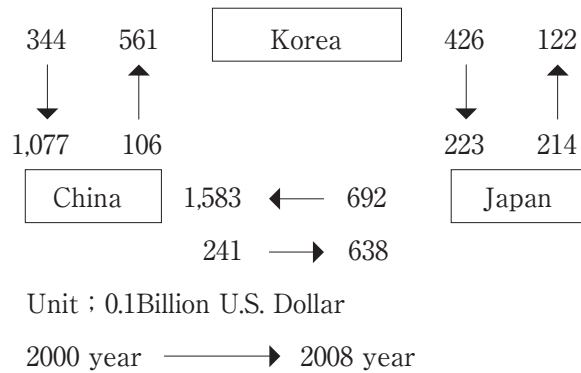 344 561 Korea 426 122
1,077 106 223 214
China 1,583 692 Japan
241 638
Unit ; 0.1Billion U.S. Dollar
2000 year 2008 year